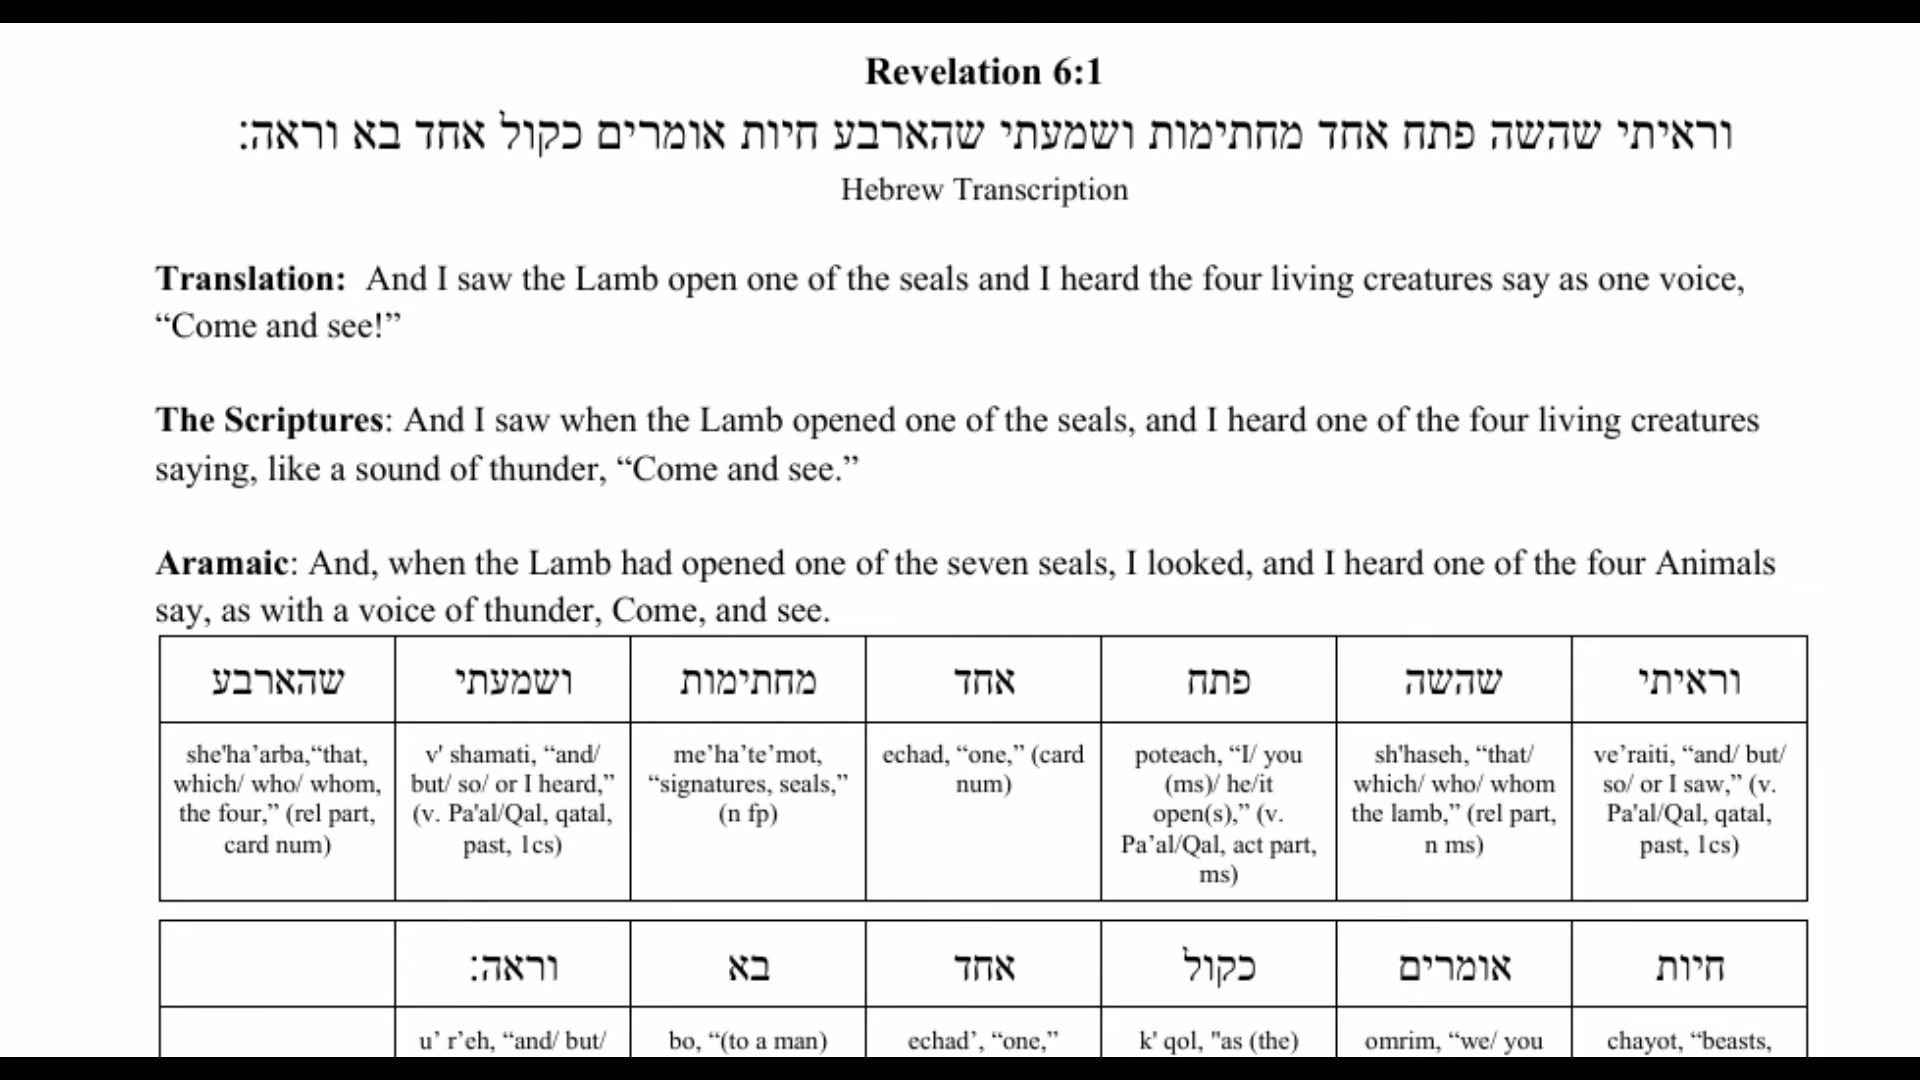 Revelation 6:1
וראיתי שהשה פתח אחד מחתימות ושמעתי שהארבע חיות אומרים כקול אחד בא וראה:
Hebrew Transcription
Translation: And I saw the Lamb open one of the seals and I heard the four living creatures say as one voice,
“Come and see!”
The Scriptures: And I saw when the Lamb opened one of the seals, and I heard one of the four living creatures
saying, like a sound of thunder, “Come and see.”
Aramaic: And, when the Lamb had opened one of the seven seals, I looked, and I heard one of the four Animals
say, as with a voice of thunder, Come, and see.
וראיתי
שהשה
פתח
אחד
מחתימות
ושמעתי
שהארבע
ve’raiti, “and/ but/
so/ or I saw,” (v.
Pa'al/Qal, qatal,
past, 1cs)
sh'haseh, “that/
which/ who/ whom
the lamb,” (rel part,
n ms)
poteach, “I/ you
(ms)/ he/it
open(s),” (v.
Pa’al/Qal, act part,
ms)
echad, “one,” (card
num)
me’ha’te’mot,
“signatures, seals,”
(n fp)
v' shamati, “and/
but/ so/ or I heard,”
(v. Pa'al/Qal, qatal,
past, 1cs)
she'ha’arba,“that,
which/ who/ whom,
the four,” (rel part,
card num)
חיות
אומרים
כקול
אחד
בא
וראה:
chayot, “beasts,
omrim, “we/ you
k' qol, "as (the)
echad’, “one,”
bo, “(to a man)
u’ r’eh, “and/ but/